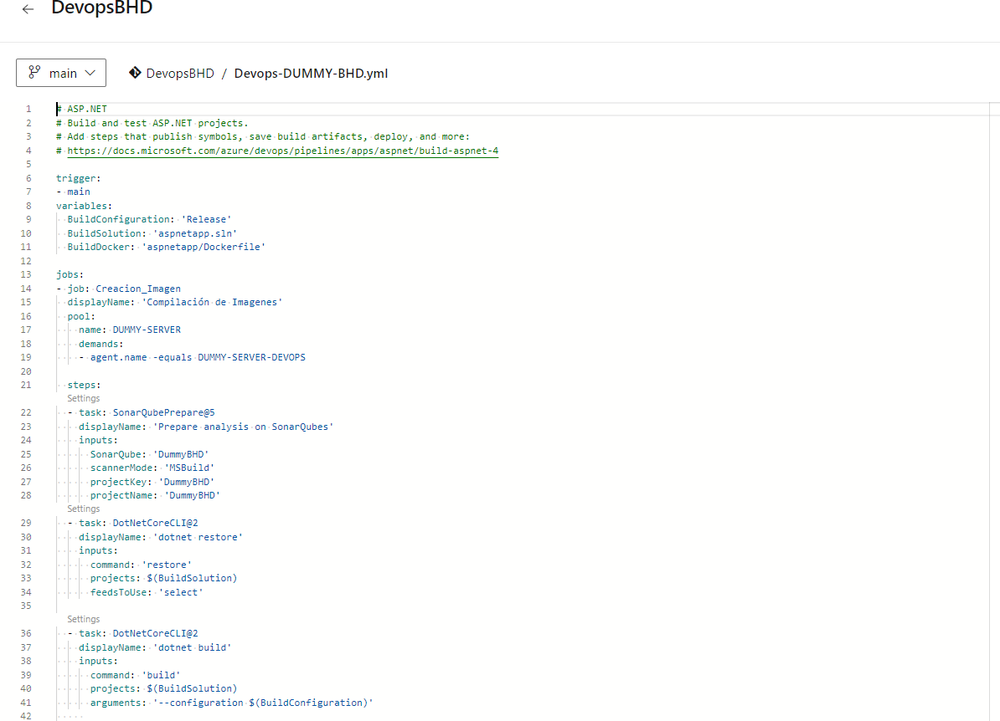 DevopsBHD
main DevopsBHD / Devops-DUMMY-BHD.yml
1 # ASP.NET
2 # Build and test ASP.NET projects.
3 # Add steps that publish symbols, save build artifacts, deploy, and more:
4 # https://docs.microsoft.com/azure/devops/pipelines/apps/aspnet/build-aspnet-4
5
6 trigger:
7 - main
8 variables:
9 BuildConfiguration: 'Release'
10 BuildSolution: 'aspnetapp.sln'
11 BuildDocker: 'aspnetapp/Dockerfile'
12
13 jobs:
14 - job: Creacion_Imagen
15 displayName: 'Compilación de Imagenes'
16 pool:
17 name: DUMMY-SERVER
18 demands:
19 - agent.name -equals DUMMY-SERVER-DEVOPS
20
21 steps:
Settings
22 - task: SonarQubePrepare@5
23 displayName: 'Prepare analysis on SonarQubes'
24 inputs:
25 SonarQube: 'DummyBHD'
26 scannerMode: 'MSBuild'
27 projectKey: 'DummyBHD'
28 projectName: 'DummyBHD'
Settings
29 - task: DotNetCoreCLI@2
30 displayName: 'dotnet restore'
31 inputs:
32 command: 'restore'
33 projects: $(BuildSolution)
34 feedsToUse: 'select'
35
Settings
36 - task: DotNetCoreCLI@2
37 displayName: 'dotnet build'
38 inputs:
39 command: 'build'
40 projects: $(BuildSolution)
41 arguments: '--configuration $(BuildConfiguration)'
42